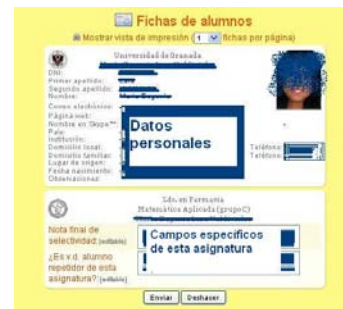 Fichas de alumnos
Mostrar vista de impresión ( 1 fichas por página)
Universidad de Granada
DNI:
Primer apellido:
Segundo apellido:
Nombre:
Correo electrónico:
Página web:
Nombre en Skype™:
País:
Institución:
Domicilio local:
Domicilio familiar:
Lugar de origen:
Fecha nacimiento:
Observaciones:
Datos
personales
Teléfono:
Teléfono:
Ldo. en Farmacia
Matemática Aplicada (grupo C)
Nota final de
selectividad: [editable]
¿Es v.d. alumno
repetidor de esta
asignatura? [editable]
Campos específicos
de esta asignatura
Enviar Deshacer